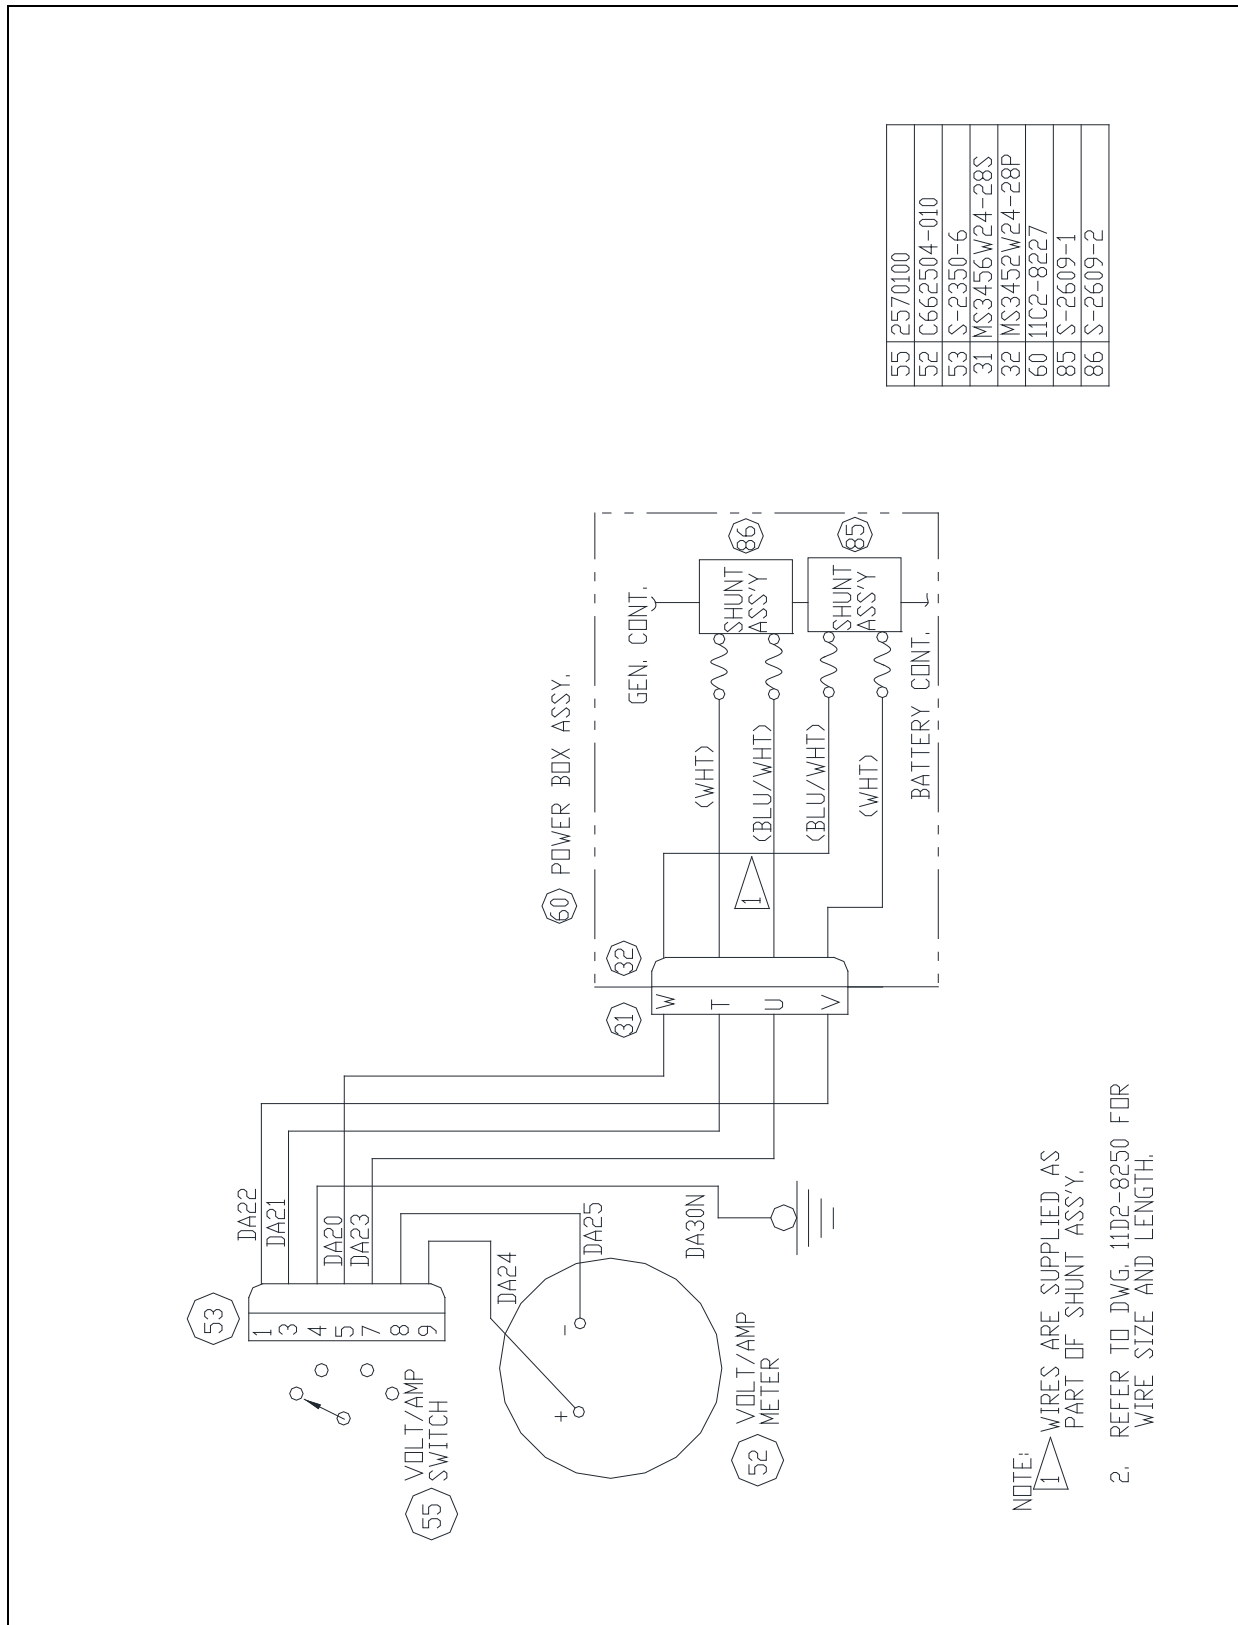 53
1
3
4
5
7
8
9
DA22
DA21
DA20
DA23
DA25
DA24
DA30N
55
VOLT/AMP
SWITCH
52
VOLT/AMP
METER
+
-
31
32
W
T
U
V
60 POWER BOX ASSY.
GEN. CONT.
(WHT)
(BLU/WHT)
(BLU/WHT)
(WHT)
1
SHUNT
ASS'Y
86
SHUNT
ASS'Y
85
BATTERY CONT.
55 2570100
52 C662504-010
53 S-2350-6
31 MS3456W24-28S
32 MS3452W24-28P
60 11C2-8227
85 S-2609-1
86 S-2609-2
NOTE:
1 WIRES ARE SUPPLIED AS
PART OF SHUNT ASS'Y.
2. REFER TO DWG. 11D2-8250 FOR
WIRE SIZE AND LENGTH.